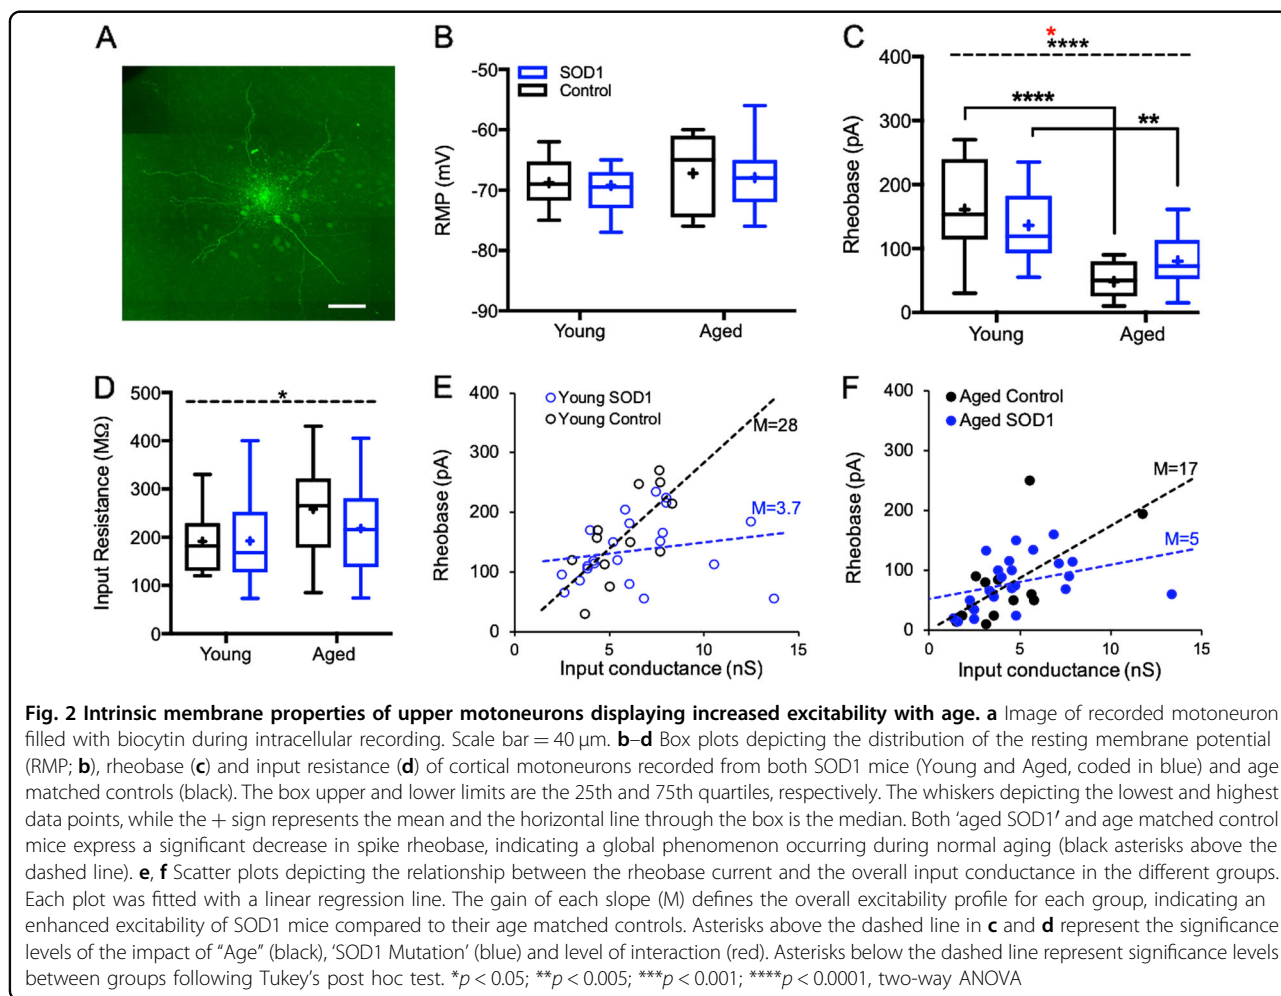 A
B
-50
-60
-70
-80
-90
RMP (mV)
SOD1
Control
Young
Aged
C
*
****
****
**
400
300
200
100
0
Rheobase (pA)
Young
Aged
D
500
400
300
200
100
0
Input Resistance (MΩ)
*
Young
Aged
E
400
300
200
100
0
Rheobase (pA)
Young SOD1
Young Control
M=28
M=3.7
0
5
10
15
Input conductance (nS)
F
400
300
200
100
0
Rheobase (pA)
Aged Control
Aged SOD1
M=17
M=5
0
5
10
15
Input conductance (nS)
Fig. 2 Intrinsic membrane properties of upper motoneurons displaying increased excitability with age. a Image of recorded motoneuron
filled with biocytin during intracellular recording. Scale bar = 40 μm. b–d Box plots depicting the distribution of the resting membrane potential
(RMP; b), rheobase (c) and input resistance (d) of cortical motoneurons recorded from both SOD1 mice (Young and Aged, coded in blue) and age
matched controls (black). The box upper and lower limits are the 25th and 75th quartiles, respectively. The whiskers depicting the lowest and highest
data points, while the + sign represents the mean and the horizontal line through the box is the median. Both ‘aged SOD1′ and age matched control
mice express a significant decrease in spike rheobase, indicating a global phenomenon occurring during normal aging (black asterisks above the
dashed line). e, f Scatter plots depicting the relationship between the rheobase current and the overall input conductance in the different groups.
Each plot was fitted with a linear regression line. The gain of each slope (M) defines the overall excitability profile for each group, indicating an
enhanced excitability of SOD1 mice compared to their age matched controls. Asterisks above the dashed line in c and d represent the significance
levels of the impact of “Age” (black), ‘SOD1 Mutation’ (blue) and level of interaction (red). Asterisks below the dashed line represent significance levels
between groups following Tukey’s post hoc test. *p < 0.05; **p < 0.005; ***p < 0.001; ****p < 0.0001, two-way ANOVA